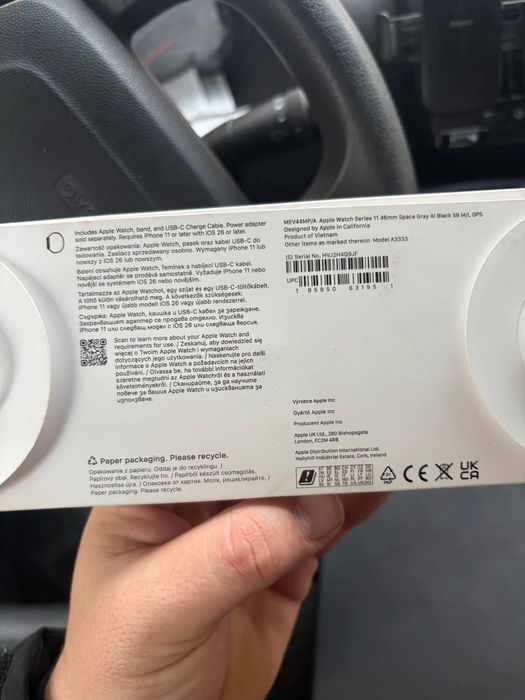 Includes Apple Watch, band, and USB-C Charge Cable. Power adapter
sold separately. Requires iPhone 11 or later with iOS 26 or later.
Zawartość opakowania: Apple Watch, pasek oraz kabel USB-C do
ładowania. Zasilacz sprzedawany osobno. Wymagany iPhone 11 lub
nowszy z iOS 26 lub nowszym.
Balení obsahuje Apple Watch, řemínek a nabíjecí USB-C kabel.
Napájecí adaptér se prodává samostatně. Vyžaduje iPhone 11 nebo
novější se systémem iOS 26 nebo novějším.
Tartalmazza az Apple Watchot, egy szíjat és egy USB-C-töltőkábelt.
A töltő külön vásárolható meg. A következők szükségesek:
iPhone 11 vagy újabb modell és iOS 26 vagy újabb rendszerrel.
Съдържа: Apple Watch, каишка и USB-C кабел за зареждане.
Захранващият адаптер се продава отделно. Изисква
iPhone 11 или следващ модел с iOS 26 или следваща версия.
Scan to learn more about your Apple Watch and
requirements for use. / Zeskanuj, aby dowiedzieć się
więcej o Twoim Apple Watch i wymaganiach
dotyczących jego użytkowania. / Naskenujte pro další
informace o Apple Watch a požadavcích na jejich
používání. / Olvassa be, ha további információkat
szeretne megtudni az Apple Watchról és a használati
követelményekről. / Сканирайте, за да научите
повече за вашия Apple Watch и изискванията за
използване.
Paper packaging. Please recycle.
Opakowanie z papieru. Oddaj je do recyklingu. /
Papírový obal. Recyklujte ho. / Papírból készült csomagolás.
Hasznosítsa újra. / Опаковка от хартия. Моля, рециклирайте. /
Paper packaging. Please recycle.
MEV44MP/A Apple Watch Series 11 46mm Space Gray Al Black SB M/L GPS
Designed by Apple in California
Product of Vietnam
Other items as marked thereon Model A3333
(S) Serial No. HVJ2H4Q9JF
UPC
1 95950 63195 1
Výrobce Apple Inc
Gyártó Apple Inc
Producent Apple Inc
Apple UK Ltd., 280 Bishopsgate
London, EC2M 4RB
Apple Distribution International Ltd.
Hollyhill Industrial Estate, Cork, Ireland
21
PAP
CE
UK
CA